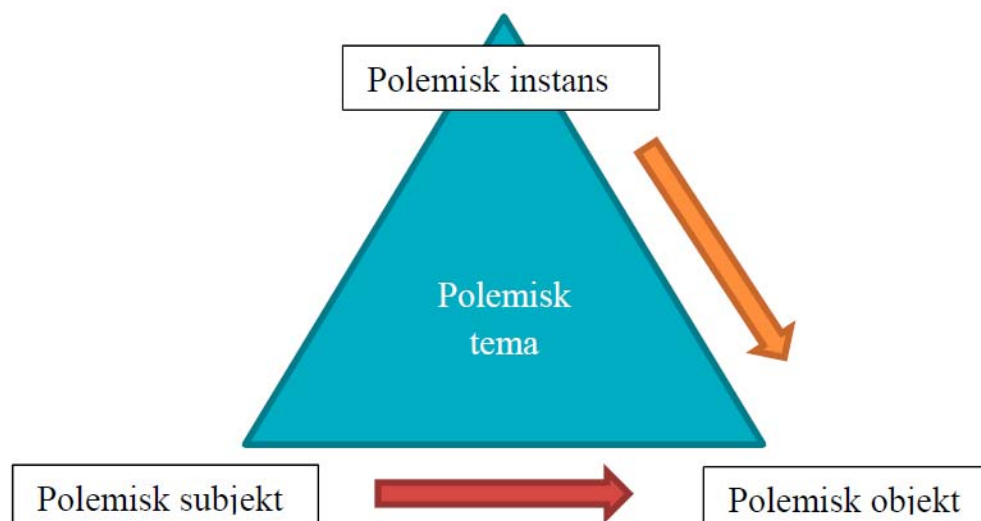 Polemisk instans
Polemisk
tema
Polemisk subjekt
Polemisk objekt